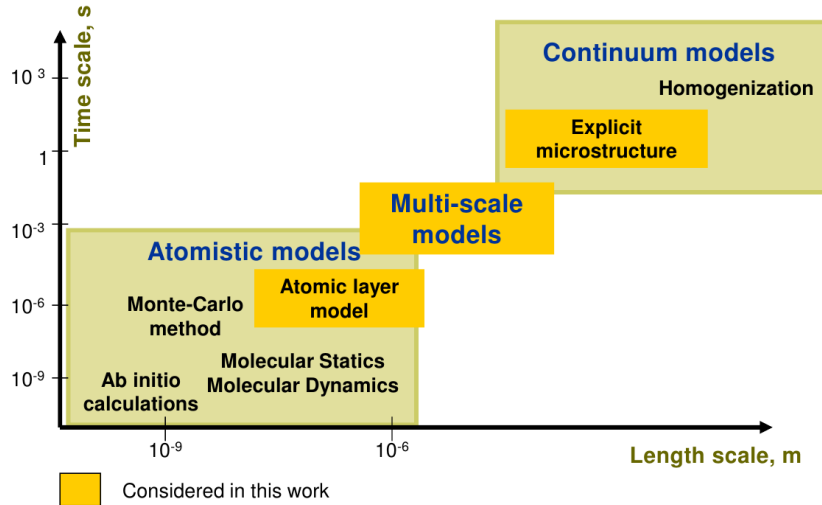 Time scale, s
10 3
1
10-3
10-6
10-9
Continuum models
Homogenization
Explicit
microstructure
Multi-scale
models
Atomistic models
Atomic layer
model
Monte-Carlo
method
Molecular Statics
Molecular Dynamics
Ab initio
calculations
10-9
10-6
Length scale, m
Considered in this work